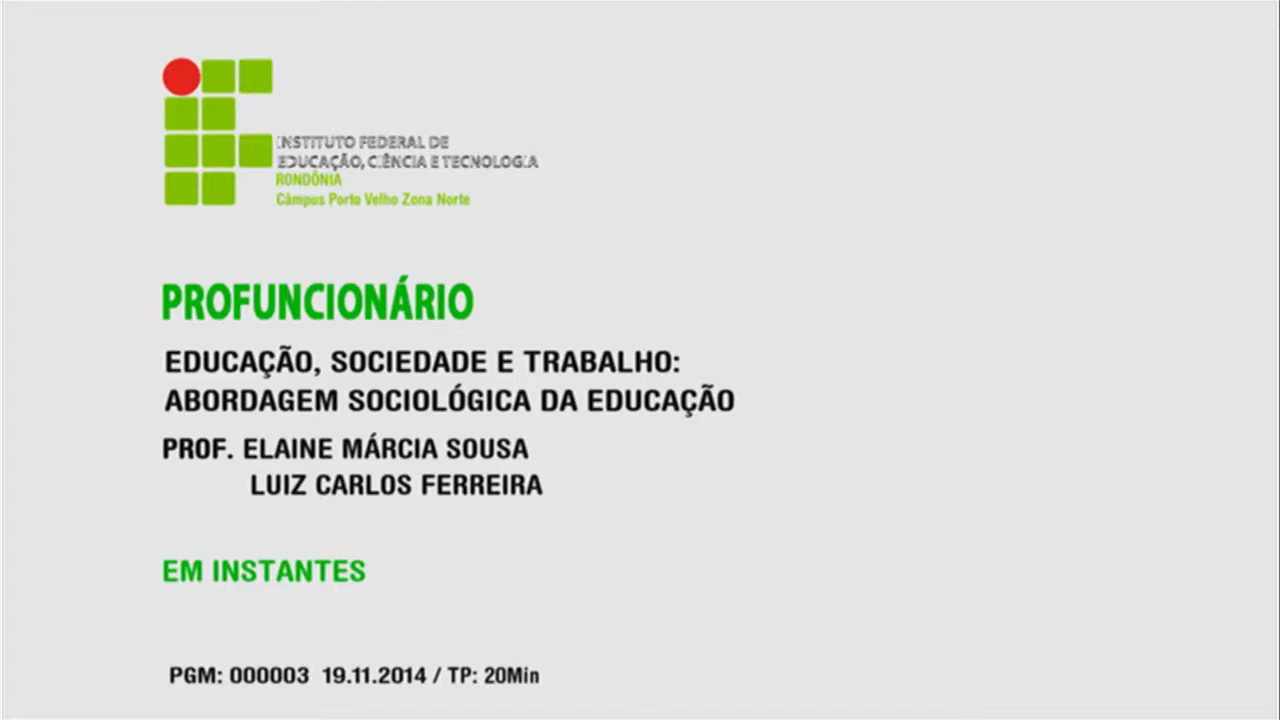 INSTITUTO FEDERAL DE
EDUCAÇÃO, CIÊNCIA E TECNOLOGIA
RONDÔNIA
Câmpus Porto Velho Zona Norte
PROFUNCIONÁRIO
EDUCAÇÃO, SOCIEDADE E TRABALHO:
ABORDAGEM SOCIOLÓGICA DA EDUCAÇÃO
PROF. ELAINE MÁRCIA SOUSA
LUIZ CARLOS FERREIRA
EM INSTANTES
PGM: 000003 19.11.2014 / TP: 20Min